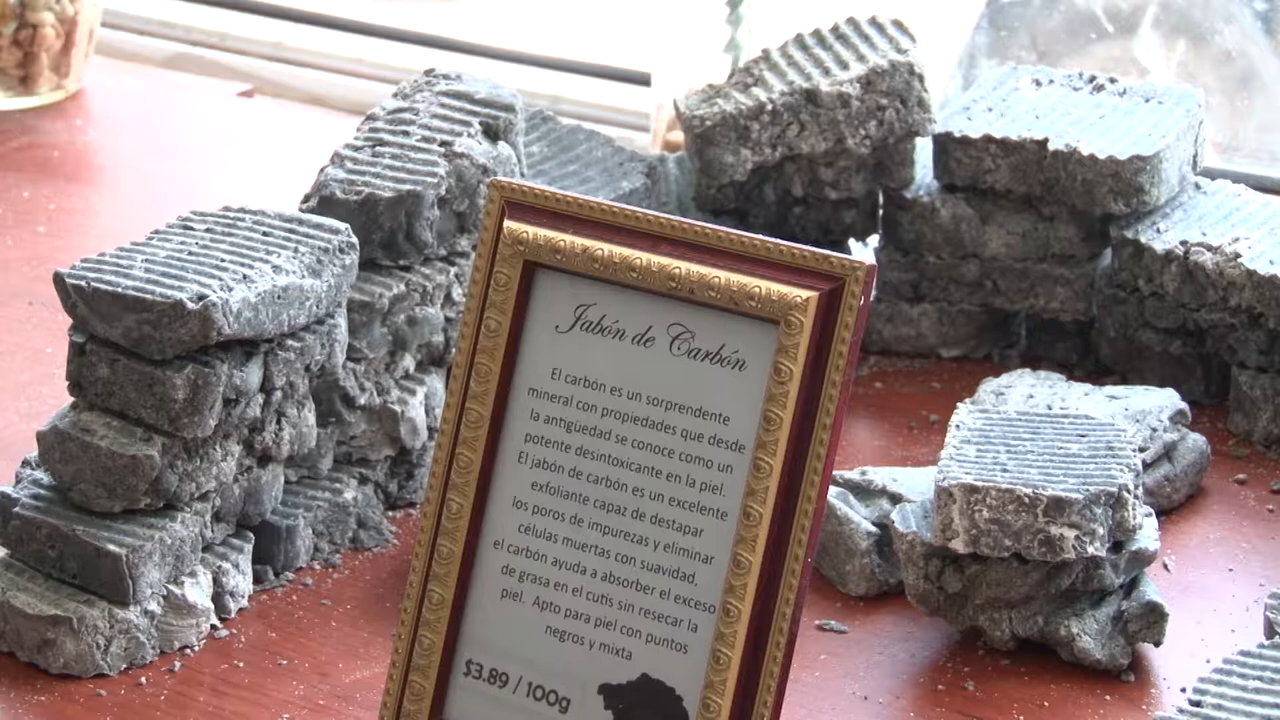 Jabón de Carbón
El carbón es un sorprendente
mineral con propiedades que desde
la antigüedad se conoce como un
potente desintoxicante en la piel.
El jabón de carbón es un excelente
exfoliante capaz de destapar
los poros de impurezas y eliminar
células muertas con suavidad,
el carbón ayuda a absorber el exceso
de grasa en el cutis sin resecar la
piel. Apto para piel con puntos
negros y mixta
$3.89 / 100g